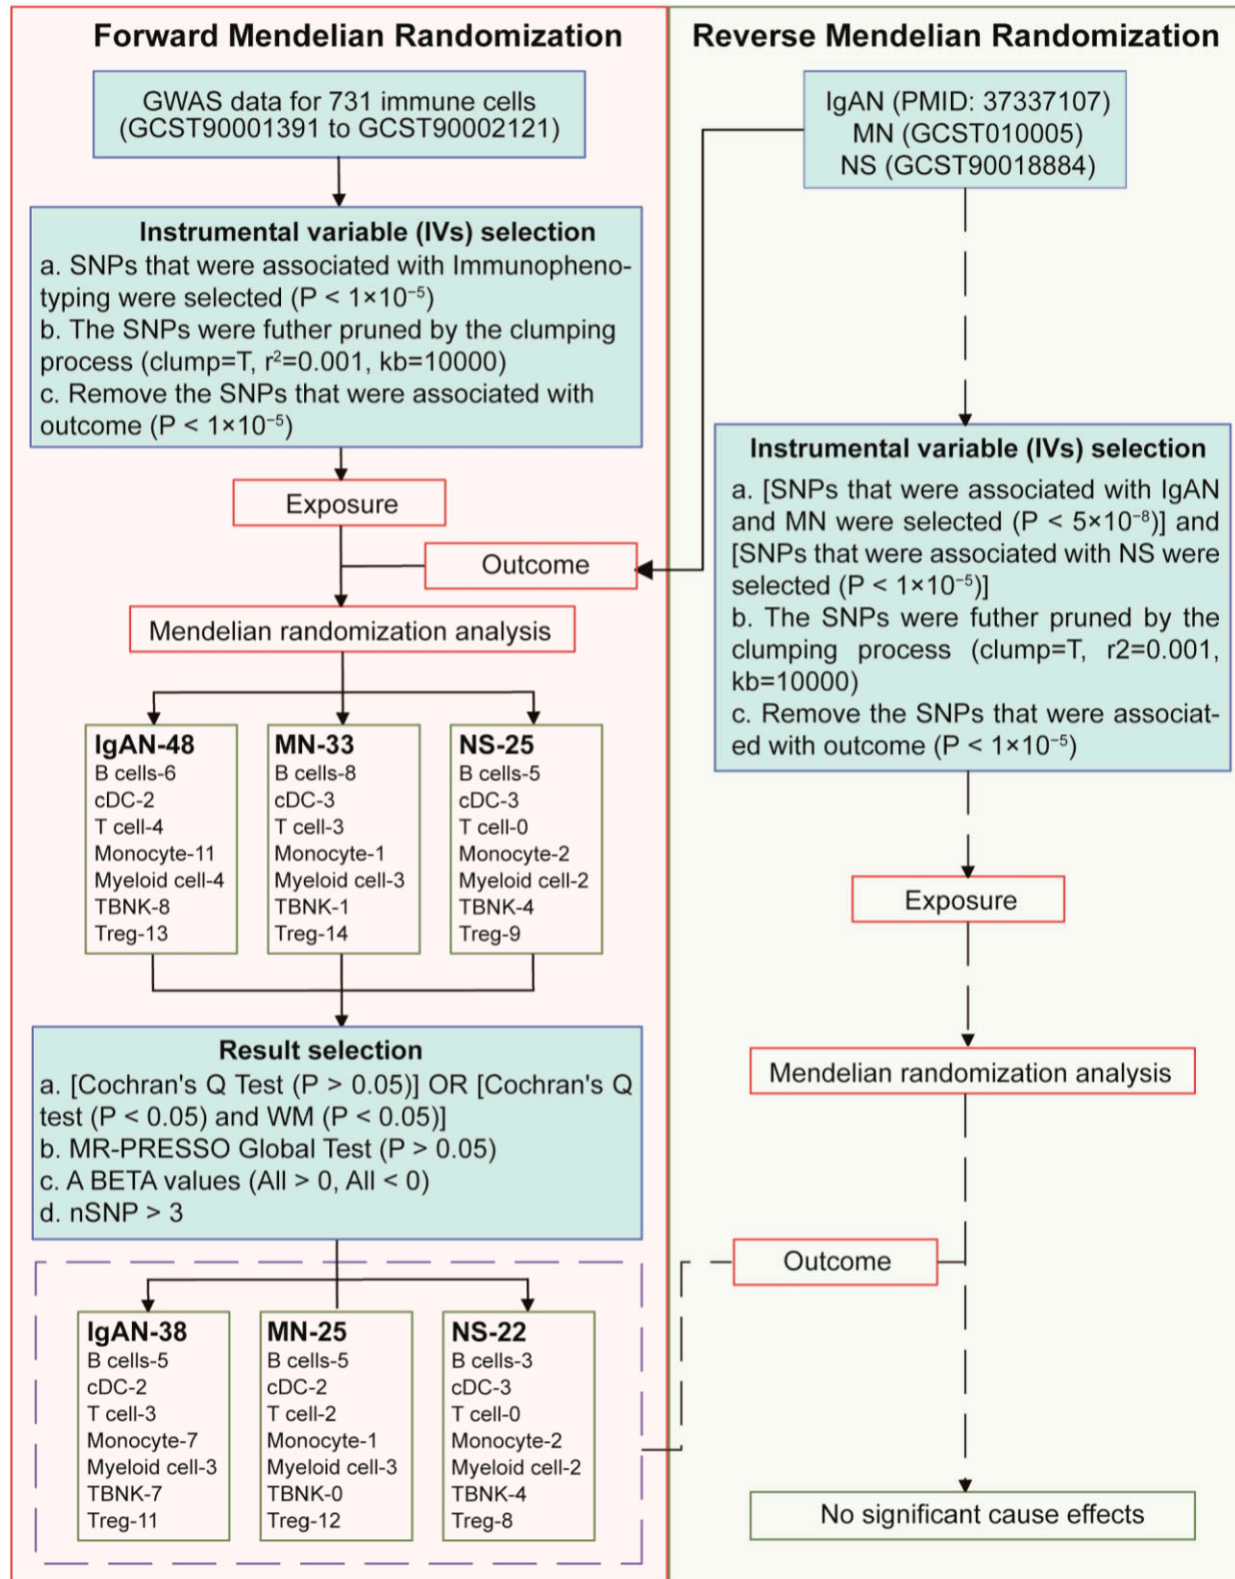 Forward Mendelian Randomization
GWAS data for 731 immune cells
(GCST90001391 to GCST90002121)
Instrumental variable (IVs) selection
a. SNPs that were associated with Immunopheno-
typing were selected (P < 1×10⁻⁵)
b. The SNPs were futher pruned by the clumping
process (clump=T, r²=0.001, kb=10000)
c. Remove the SNPs that were associated with
outcome (P < 1×10⁻⁵)
Exposure
Outcome
Mendelian randomization analysis
IgAN-48
B cells-6
cDC-2
T cell-4
Monocyte-11
Myeloid cell-4
TBNK-8
Treg-13
MN-33
B cells-8
cDC-3
T cell-3
Monocyte-1
Myeloid cell-3
TBNK-1
Treg-14
NS-25
B cells-5
cDC-3
T cell-0
Monocyte-2
Myeloid cell-2
TBNK-4
Treg-9
Result selection
a. [Cochran's Q Test (P > 0.05)] OR [Cochran's Q
test (P < 0.05) and WM (P < 0.05)]
b. MR-PRESSO Global Test (P > 0.05)
c. A BETA values (All > 0, All < 0)
d. nSNP > 3
IgAN-38
B cells-5
cDC-2
T cell-3
Monocyte-7
Myeloid cell-3
TBNK-7
Treg-11
MN-25
B cells-5
cDC-2
T cell-2
Monocyte-1
Myeloid cell-3
TBNK-0
Treg-12
NS-22
B cells-3
cDC-3
T cell-0
Monocyte-2
Myeloid cell-2
TBNK-4
Treg-8
Reverse Mendelian Randomization
IgAN (PMID: 37337107)
MN (GCST010005)
NS (GCST90018884)
Instrumental variable (IVs) selection
a. [SNPs that were associated with IgAN
and MN were selected (P < 5×10⁻⁸)] and
[SNPs that were associated with NS were
selected (P < 1×10⁻⁵)]
b. The SNPs were futher pruned by the
clumping process (clump=T, r2=0.001,
kb=10000)
c. Remove the SNPs that were associat-
ed with outcome (P < 1×10⁻⁵)
Exposure
Mendelian randomization analysis
Outcome
No significant cause effects